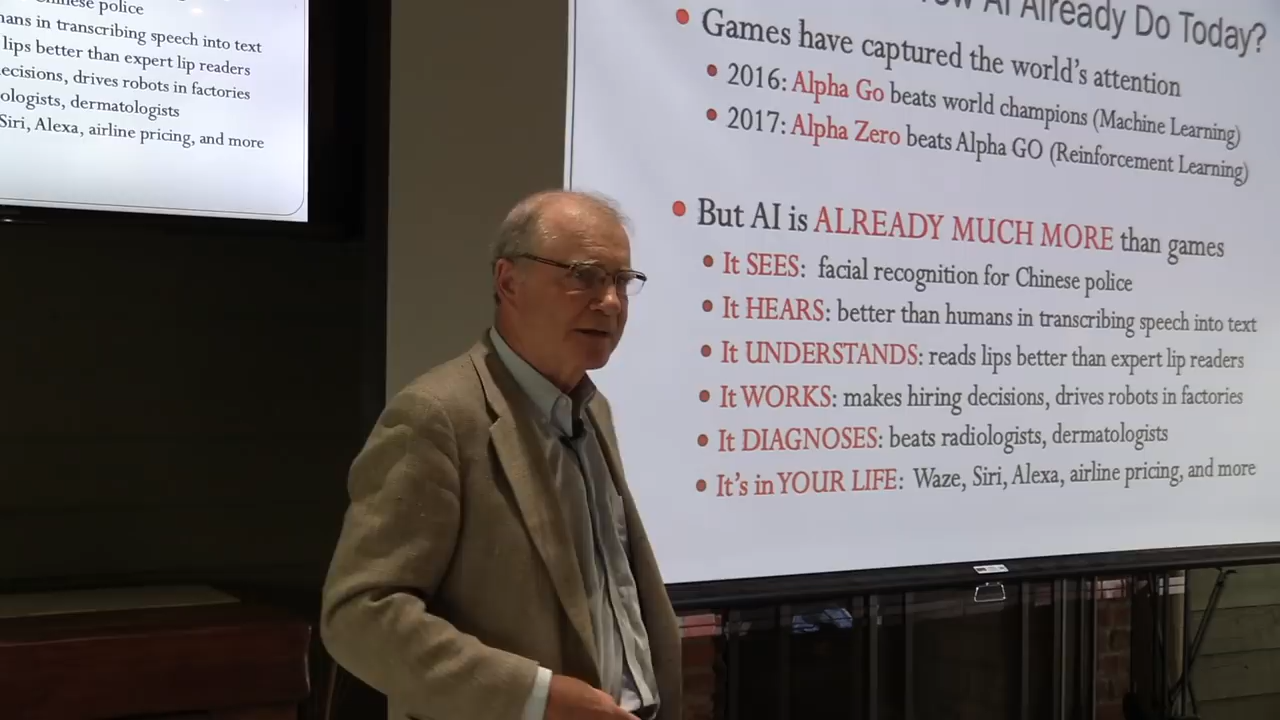 inese police
ans in transcribing speech into text
lips better than expert lip readers
ecisions, drives robots in factories
ologists, dermatologists
Siri, Alexa, airline pricing, and more
AI Already Do Today?
• Games have captured the world's attention
• 2016: Alpha Go beats world champions (Machine Learning)
• 2017: Alpha Zero beats Alpha GO (Reinforcement Learning)
• But AI is ALREADY MUCH MORE than games
• It SEES: facial recognition for Chinese police
• It HEARS: better than humans in transcribing speech into text
• It UNDERSTANDS: reads lips better than expert lip readers
• It WORKS: makes hiring decisions, drives robots in factories
• It DIAGNOSES: beats radiologists, dermatologists
• It's in YOUR LIFE: Waze, Siri, Alexa, airline pricing, and more